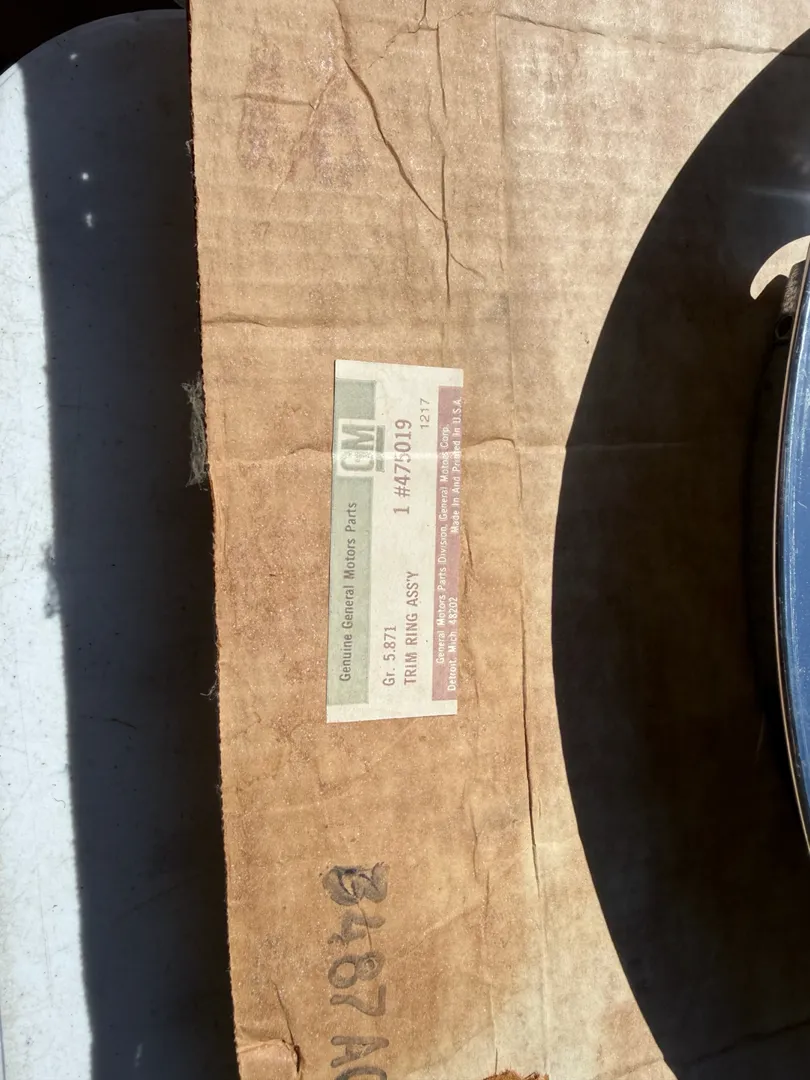 Genuine General Motors Parts GM
Gr. 5.871 1 #475019
TRIM RING ASS'Y 1217
General Motors Parts Division, General Motors Corp.
Detroit, Mich. 48202 Made In And Printed In U.S.A.
3487 AC